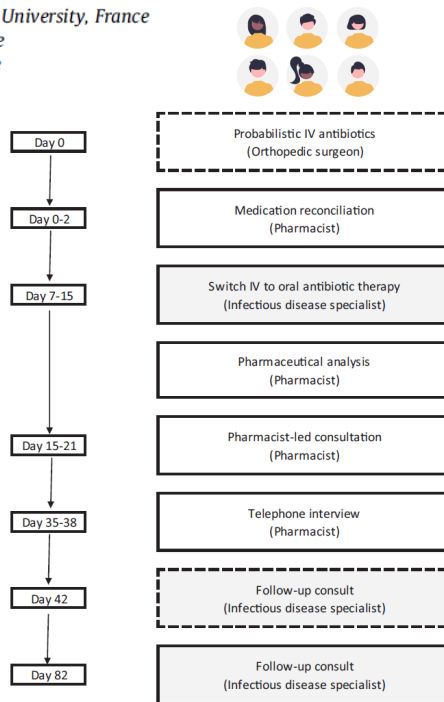 University, France
e
Day 0
Probabilistic IV antibiotics
(Orthopedic surgeon)
Day 0-2
Medication reconciliation
(Pharmacist)
Day 7-15
Switch IV to oral antibiotic therapy
(Infectious disease specialist)
Pharmaceutical analysis
(Pharmacist)
Day 15-21
Pharmacist-led consultation
(Pharmacist)
Day 35-38
Telephone interview
(Pharmacist)
Day 42
Follow-up consult
(Infectious disease specialist)
Day 82
Follow-up consult
(Infectious disease specialist)